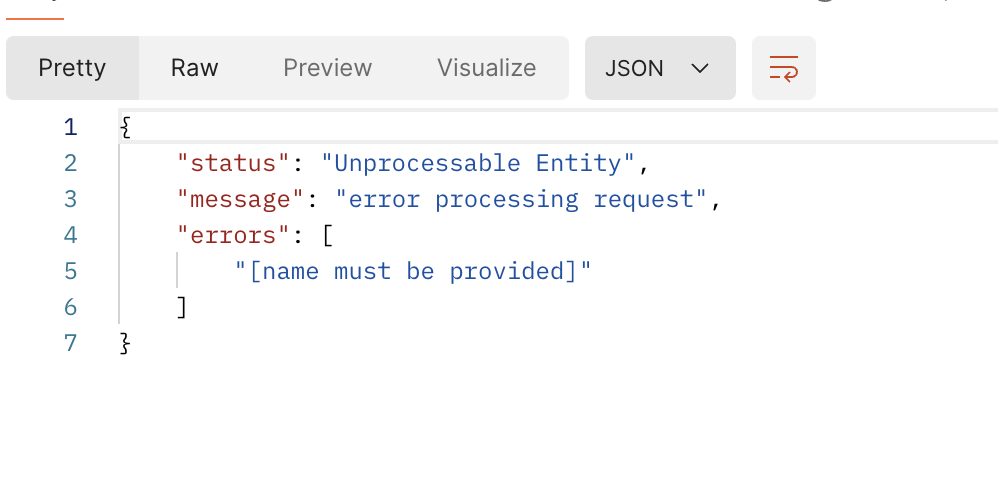 Pretty Raw Preview Visualize JSON
1 {
2 "status": "Unprocessable Entity",
3 "message": "error processing request",
4 "errors": [
5 "[name must be provided]"
6 ]
7 }